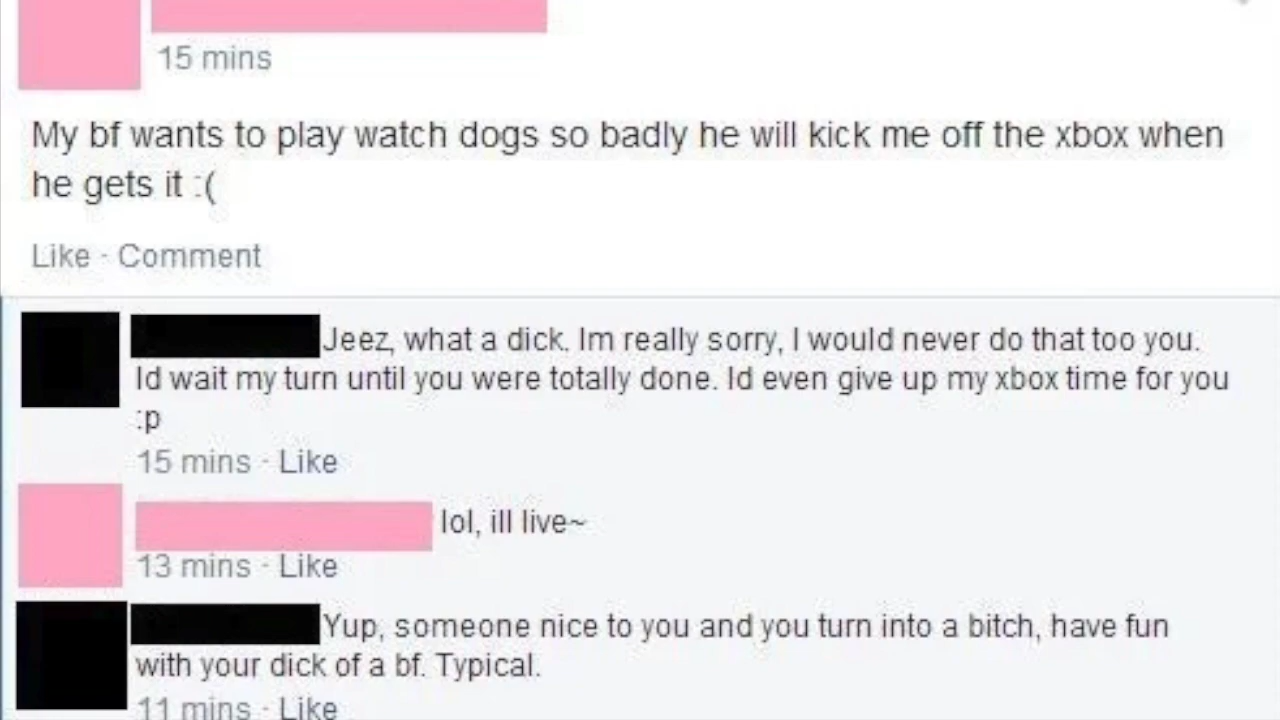 15 mins
My bf wants to play watch dogs so badly he will kick me off the xbox when
he gets it :(
Like · Comment
Jeez, what a dick. Im really sorry, I would never do that too you.
Id wait my turn until you were totally done. Id even give up my xbox time for you
:p
15 mins · Like
lol, ill live~
13 mins · Like
Yup, someone nice to you and you turn into a bitch, have fun
with your dick of a bf. Typical.
11 mins · Like